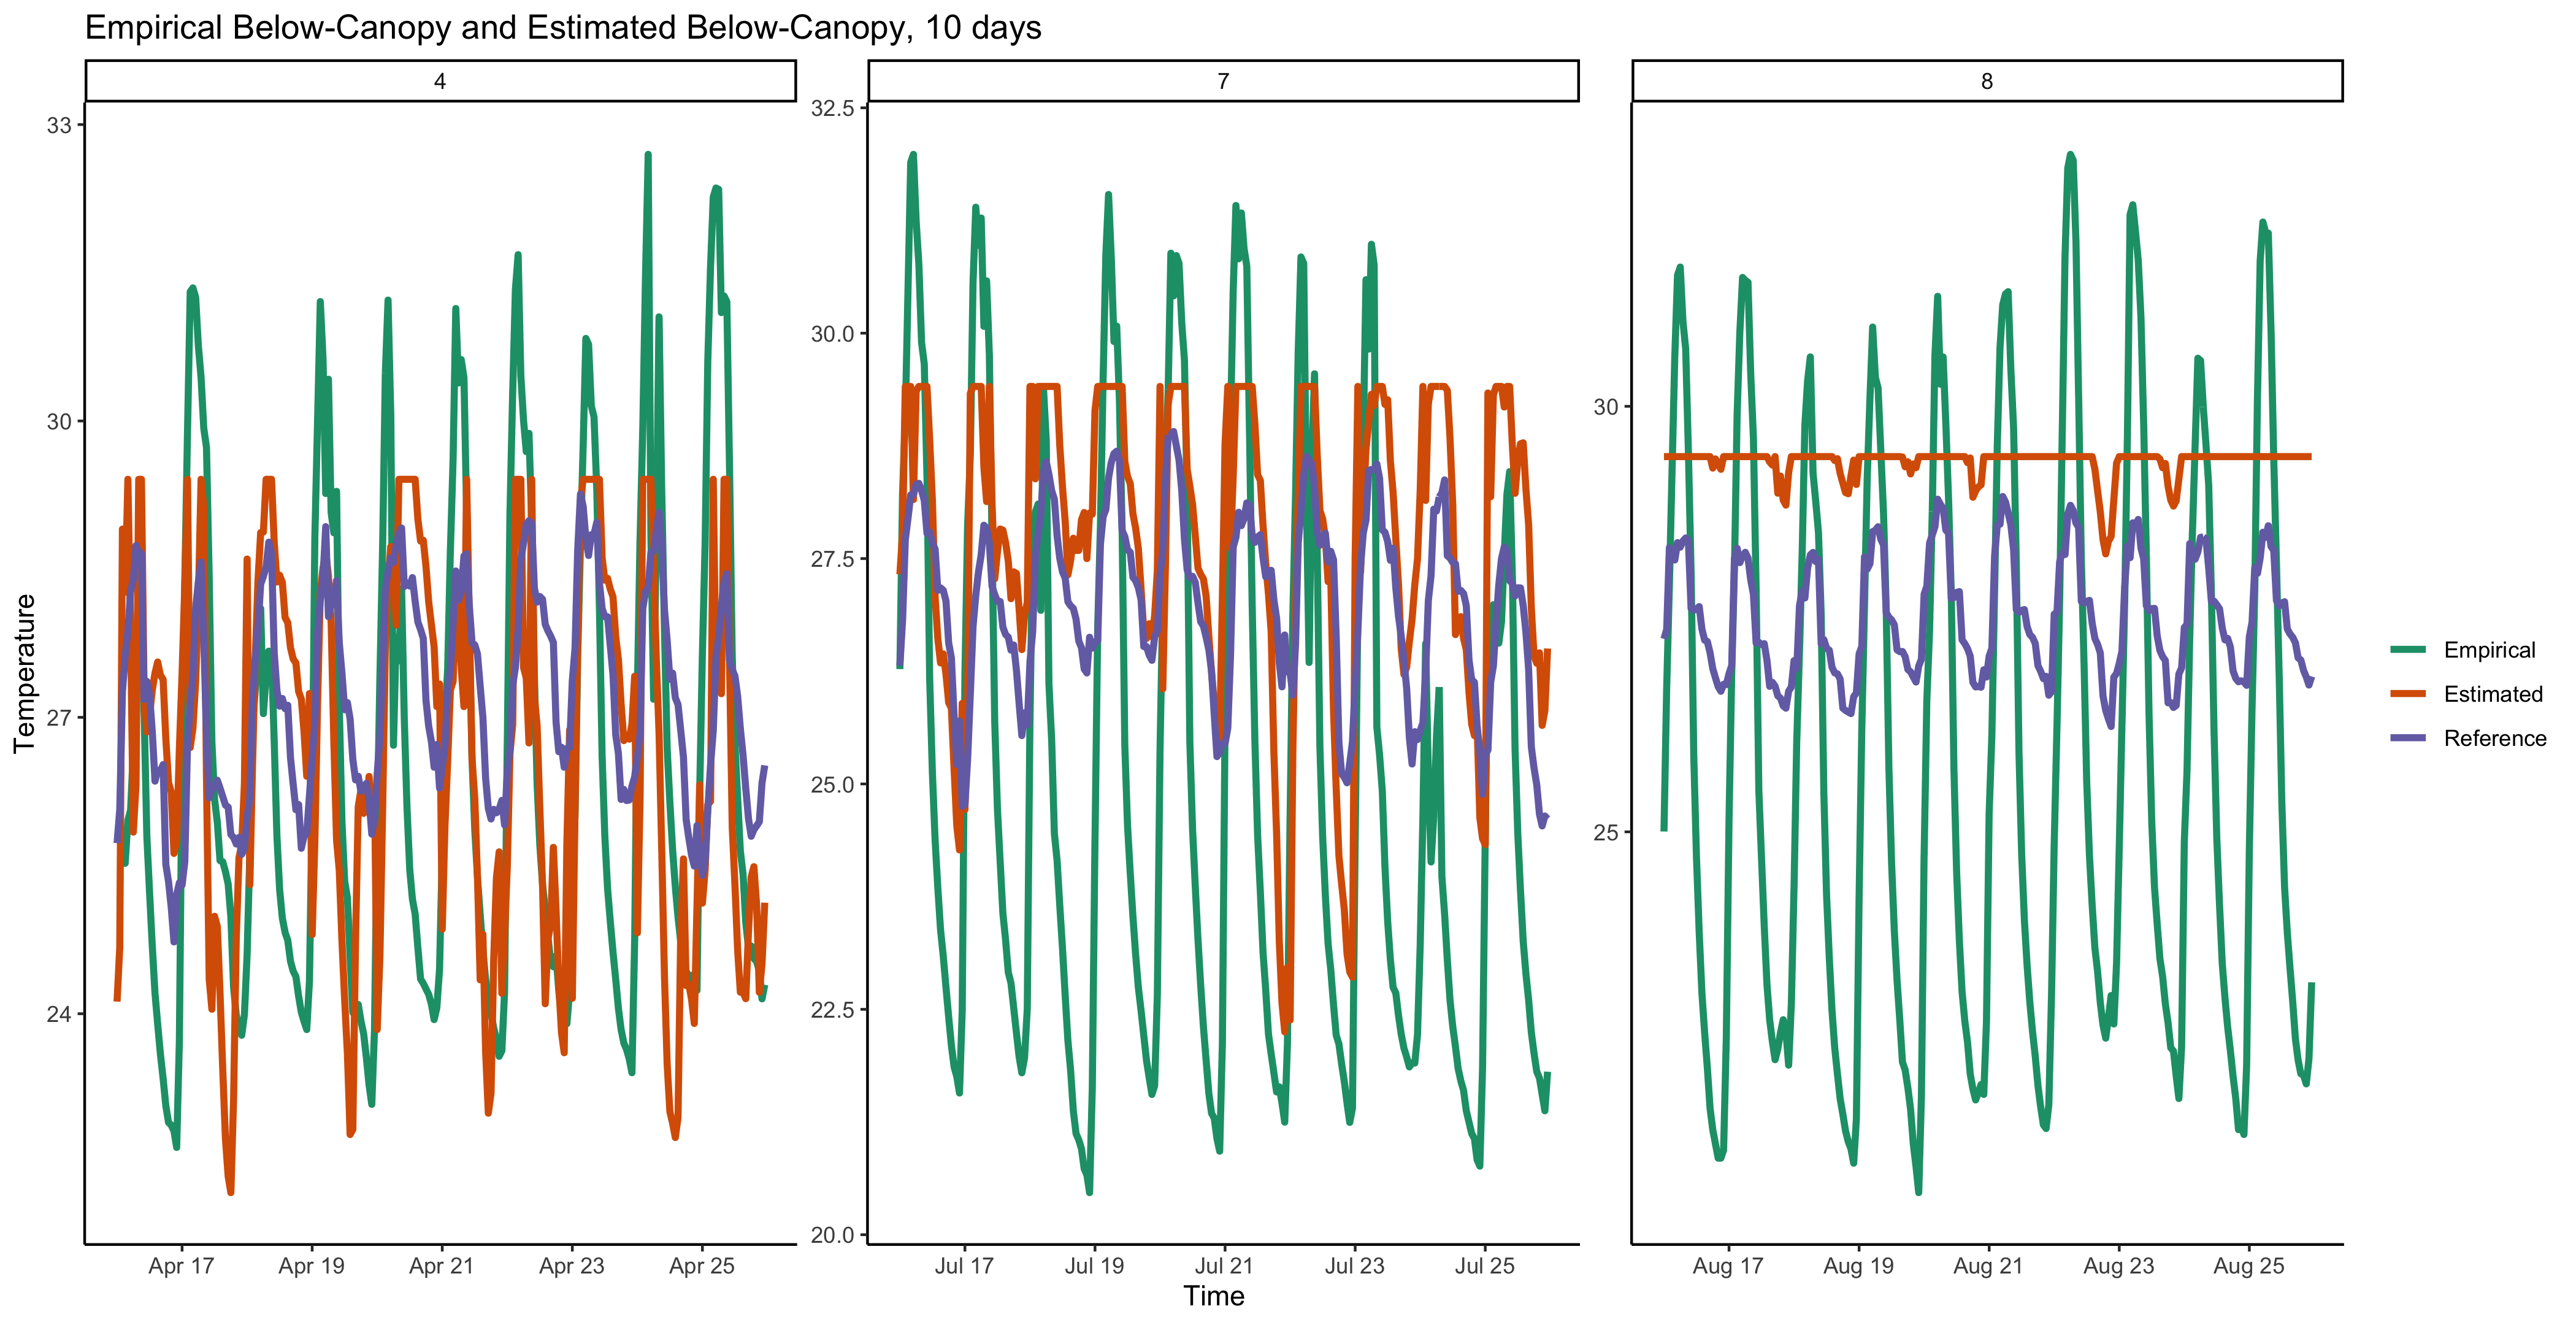 Empirical Below-Canopy and Estimated Below-Canopy, 10 days
4
7
8
Temperature
33
30
27
24
32.5
30.0
27.5
25.0
22.5
20.0
30
25
Apr 17 Apr 19 Apr 21 Apr 23 Apr 25
Jul 17 Jul 19 Jul 21 Jul 23 Jul 25
Aug 17 Aug 19 Aug 21 Aug 23 Aug 25
Time
Empirical
Estimated
Reference